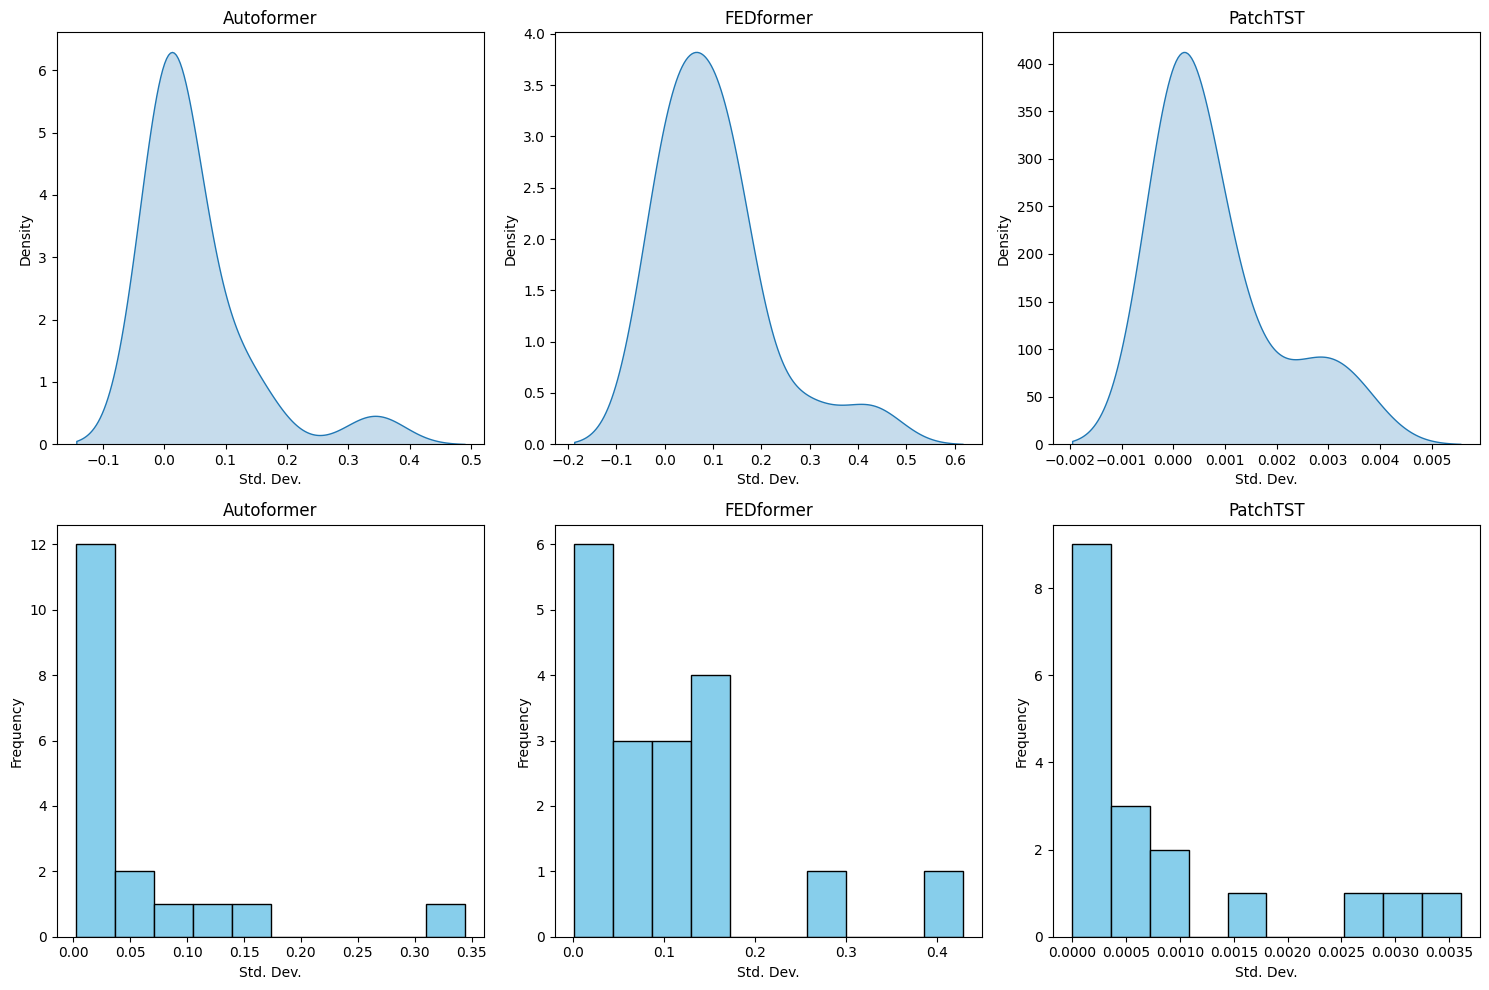 Autoformer
Density
6
5
4
3
2
1
0
−0.1 0.0 0.1 0.2 0.3 0.4 0.5
Std. Dev.
FEDformer
Density
4.0
3.5
3.0
2.5
2.0
1.5
1.0
0.5
0.0
−0.2 −0.1 0.0 0.1 0.2 0.3 0.4 0.5 0.6
Std. Dev.
PatchTST
Density
400
350
300
250
200
150
100
50
0
−0.002 −0.001 0.000 0.001 0.002 0.003 0.004 0.005
Std. Dev.
Autoformer
Frequency
12
10
8
6
4
2
0
0.00 0.05 0.10 0.15 0.20 0.25 0.30 0.35
Std. Dev.
FEDformer
Frequency
6
5
4
3
2
1
0
0.0 0.1 0.2 0.3 0.4
Std. Dev.
PatchTST
Frequency
8
6
4
2
0
0.0000 0.0005 0.0010 0.0015 0.0020 0.0025 0.0030 0.0035
Std. Dev.